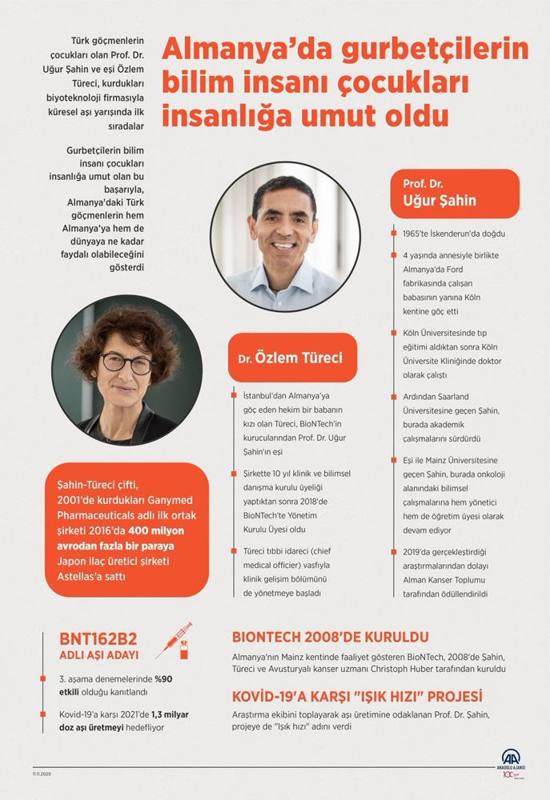 Türk göçmenlerin
çocukları olan Prof. Dr.
Uğur Şahin ve eşi Özlem
Türeci, kurdukları
biyoteknoloji firmasıyla
küresel aşı yarışında ilk
sıradalar
Gurbetçilerin bilim
insanı çocukları
insanlığa umut olan bu
başarıyla,
Almanya'daki Türk
göçmenlerin hem
Almanya'ya hem de
dünyaya ne kadar
faydalı olabileceğini
gösterdi
Almanya'da gurbetçilerin
bilim insanı çocukları
insanlığa umut oldu
Prof. Dr.
Uğur Şahin
1965'te İskenderun'da doğdu
4 yaşında annesiyle birlikte
Almanya'da Ford
fabrikasında çalışan
babasının yanına Köln
kentine göç etti
Köln Üniversitesinde tıp
eğitimi aldıktan sonra Köln
Üniversite Kliniğinde doktor
olarak çalıştı
Ardından Saarland
Üniversitesine geçen Şahin,
burada akademik
çalışmalarını sürdürdü
Eşi ile Mainz Üniversitesine
geçen Şahin, burada onkoloji
alanındaki bilimsel
çalışmalarına hem yönetici
hem de öğretim üyesi olarak
devam ediyor
2019'da gerçekleştirdiği
araştırmalarından dolayı
Alman Kanser Toplumu
tarafından ödüllendirildi
Dr. Özlem Türeci
İstanbul'dan Almanya'ya
göç eden hekim bir babanın
kızı olan Türeci, BioNTech'in
kurucularından Prof. Dr. Uğur
Şahin'in eşi
Şirkette 10 yıl klinik ve bilimsel
danışma kurulu üyeliği
yaptıktan sonra 2018'de
BioNTech'te Yönetim
Kurulu Üyesi oldu
Türeci tıbbi idareci (chief
medical officier) vasfıyla
klinik gelişim bölümünü
de yönetmeye başladı
Şahin-Türeci çifti,
2001'de kurdukları Ganymed
Pharmaceuticals adlı ilk ortak
şirketi 2016'da 400 milyon
avrodan fazla bir paraya
Japon ilaç üretici şirketi
Astellas'a sattı
BNT162B2
ADLI AŞI ADAYI
3. aşama denemelerinde %90
etkili olduğu kanıtlandı
Kovid-19'a karşı 2021'de 1,3 milyar
doz aşı üretmeyi hedefliyor
BIONTECH 2008'DE KURULDU
Almanya'nın Mainz kentinde faaliyet gösteren BioNTech, 2008'de Şahin,
Türeci ve Avusturyalı kanser uzmanı Christoph Huber tarafından kuruldu
KOVİD-19'A KARŞI "IŞIK HIZI" PROJESİ
Araştırma ekibini toplayarak aşı üretimine odaklanan Prof. Dr. Şahin,
projeye de "Işık hızı" adını verdi
11.11.2020
AA
ANADOLU AJANSI
100